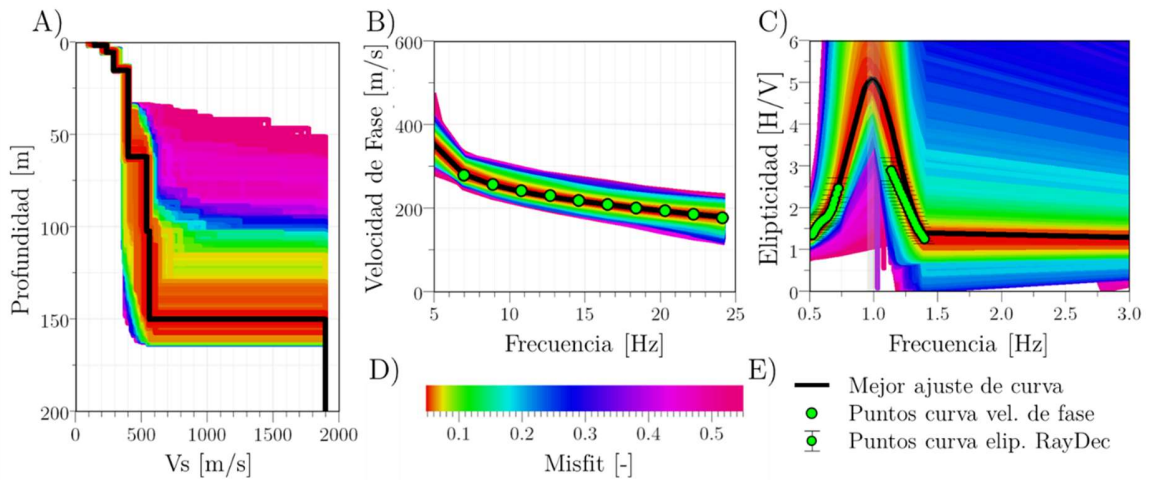 A)
0
50
100
150
200
Profundidad [m]
0
500
1000
1500
2000
Vs [m/s]
B)
600
400
200
0
Velocidad de Fase [m/s]
5
10
15
20
25
Frecuencia [Hz]
C)
6
5
4
3
2
1
0
Elipticidad [H/V]
0.5
1.0
1.5
2.0
2.5
3.0
Frecuencia [Hz]
D)
0.1
0.2
0.3
0.4
0.5
Misfit [-]
E)
Mejor ajuste de curva
Puntos curva vel. de fase
Puntos curva elip. RayDec